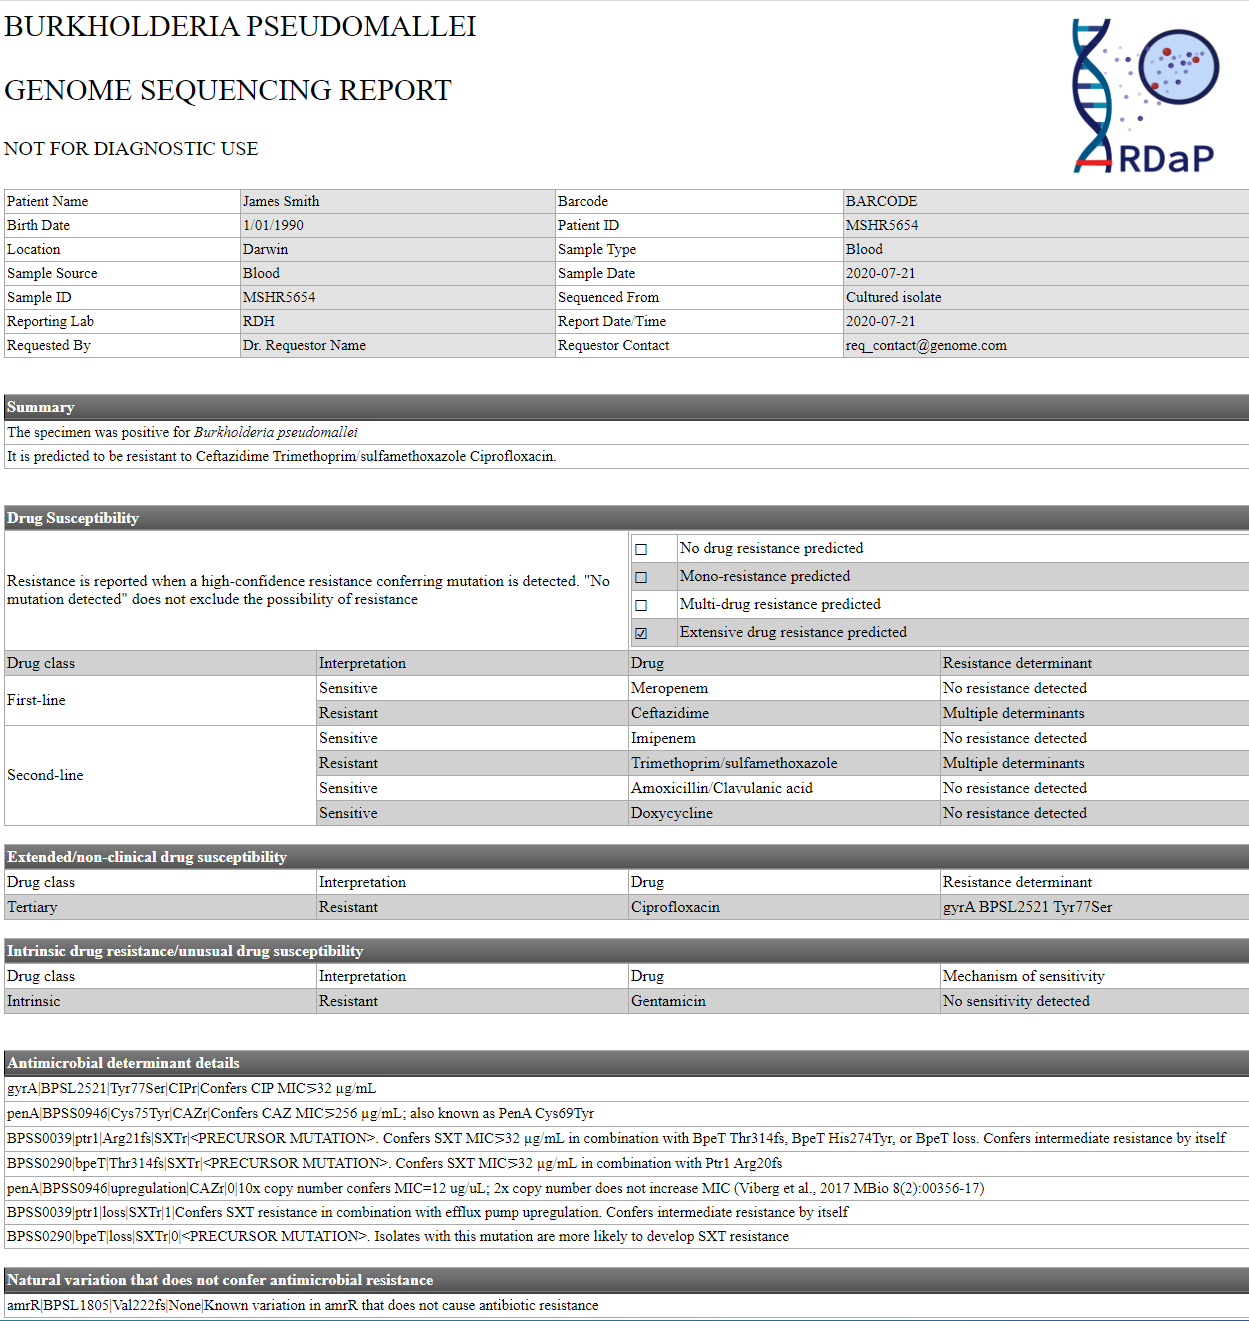 BURKHOLDERIA PSEUDOMALLEI
GENOME SEQUENCING REPORT
NOT FOR DIAGNOSTIC USE
ARDaP
Patient Name James Smith Barcode BARCODE
Birth Date 1/01/1990 Patient ID MSHR5654
Location Darwin Sample Type Blood
Sample Source Blood Sample Date 2020-07-21
Sample ID MSHR5654 Sequenced From Cultured isolate
Reporting Lab RDH Report Date/Time 2020-07-21
Requested By Dr. Requestor Name Requestor Contact req_contact@genome.com
Summary
The specimen was positive for Burkholderia pseudomallei
It is predicted to be resistant to Ceftazidime Trimethoprim/sulfamethoxazole Ciprofloxacin.
Drug Susceptibility
Resistance is reported when a high-confidence resistance conferring mutation is detected. "No
mutation detected" does not exclude the possibility of resistance
☐ No drug resistance predicted
☐ Mono-resistance predicted
☐ Multi-drug resistance predicted
☑ Extensive drug resistance predicted
Drug class Interpretation Drug Resistance determinant
First-line
Sensitive Meropenem No resistance detected
Resistant Ceftazidime Multiple determinants
Second-line
Sensitive Imipenem No resistance detected
Resistant Trimethoprim/sulfamethoxazole Multiple determinants
Sensitive Amoxicillin/Clavulanic acid No resistance detected
Sensitive Doxycycline No resistance detected
Extended/non-clinical drug susceptibility
Drug class Interpretation Drug Resistance determinant
Tertiary Resistant Ciprofloxacin gyrA BPSL2521 Tyr77Ser
Intrinsic drug resistance/unusual drug susceptibility
Drug class Interpretation Drug Mechanism of sensitivity
Intrinsic Resistant Gentamicin No sensitivity detected
Antimicrobial determinant details
gyrA|BPSL2521|Tyr77Ser|CIPr|Confers CIP MIC⋝32 µg/mL
penA|BPSS0946|Cys75Tyr|CAZr|Confers CAZ MIC⋝256 µg/mL; also known as PenA Cys69Tyr
BPSS0039|ptr1|Arg21fs|SXTr|<PRECURSOR MUTATION>. Confers SXT MIC⋝32 µg/mL in combination with BpeT Thr314fs, BpeT His274Tyr, or BpeT loss. Confers intermediate resistance by itself
BPSS0290|bpeT|Thr314fs|SXTr|<PRECURSOR MUTATION>. Confers SXT MIC⋝32 µg/mL in combination with Ptr1 Arg20fs
penA|BPSS0946|upregulation|CAZr|0|10x copy number confers MIC=12 ug/uL; 2x copy number does not increase MIC (Viberg et al., 2017 MBio 8(2):00356-17)
BPSS0039|ptr1|loss|SXTr|1|Confers SXT resistance in combination with efflux pump upregulation. Confers intermediate resistance by itself
BPSS0290|bpeT|loss|SXTr|0|<PRECURSOR MUTATION>. Isolates with this mutation are more likely to develop SXT resistance
Natural variation that does not confer antimicrobial resistance
amrR|BPSL1805|Val222fs|None|Known variation in amrR that does not cause antibiotic resistance